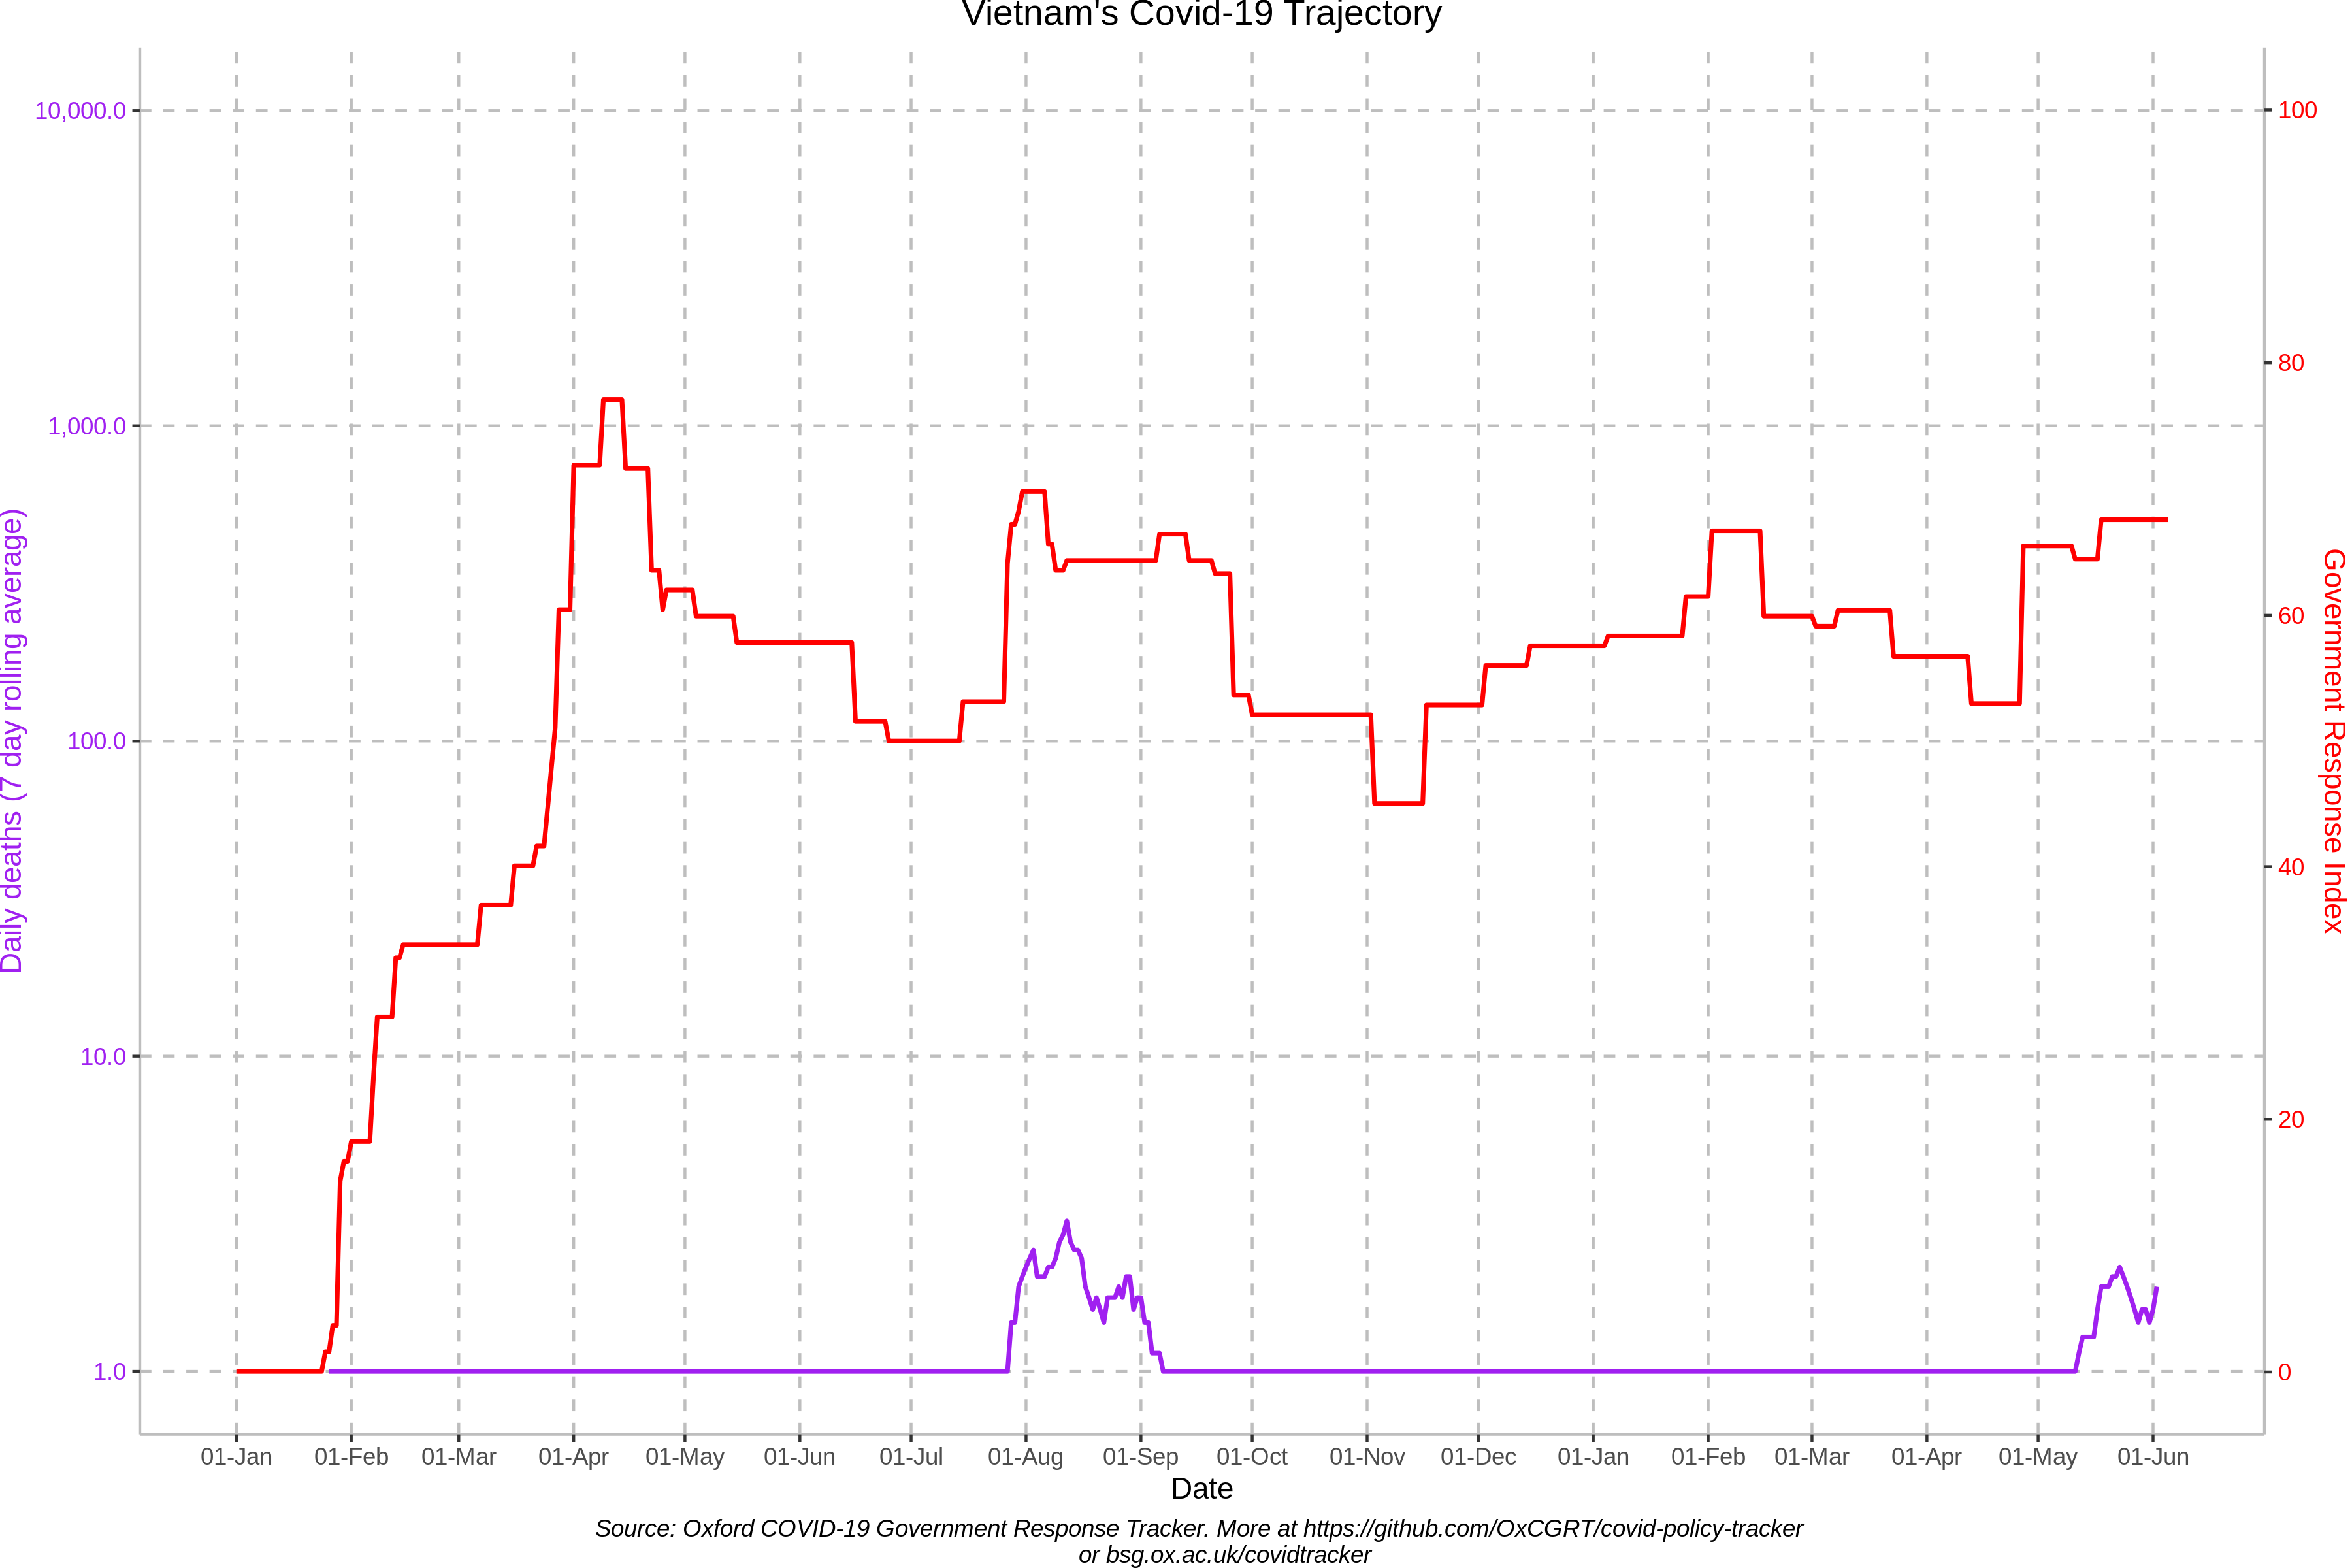 Vietnam's Covid-19 Trajectory
10,000.0
1,000.0
100.0
10.0
1.0
Daily deaths (7 day rolling average)
100
80
60
40
20
0
Government Response Index
01-Jan 01-Feb 01-Mar 01-Apr 01-May 01-Jun 01-Jul 01-Aug 01-Sep 01-Oct 01-Nov 01-Dec 01-Jan 01-Feb 01-Mar 01-Apr 01-May 01-Jun
Date
Source: Oxford COVID-19 Government Response Tracker. More at https://github.com/OxCGRT/covid-policy-tracker
or bsg.ox.ac.uk/covidtracker